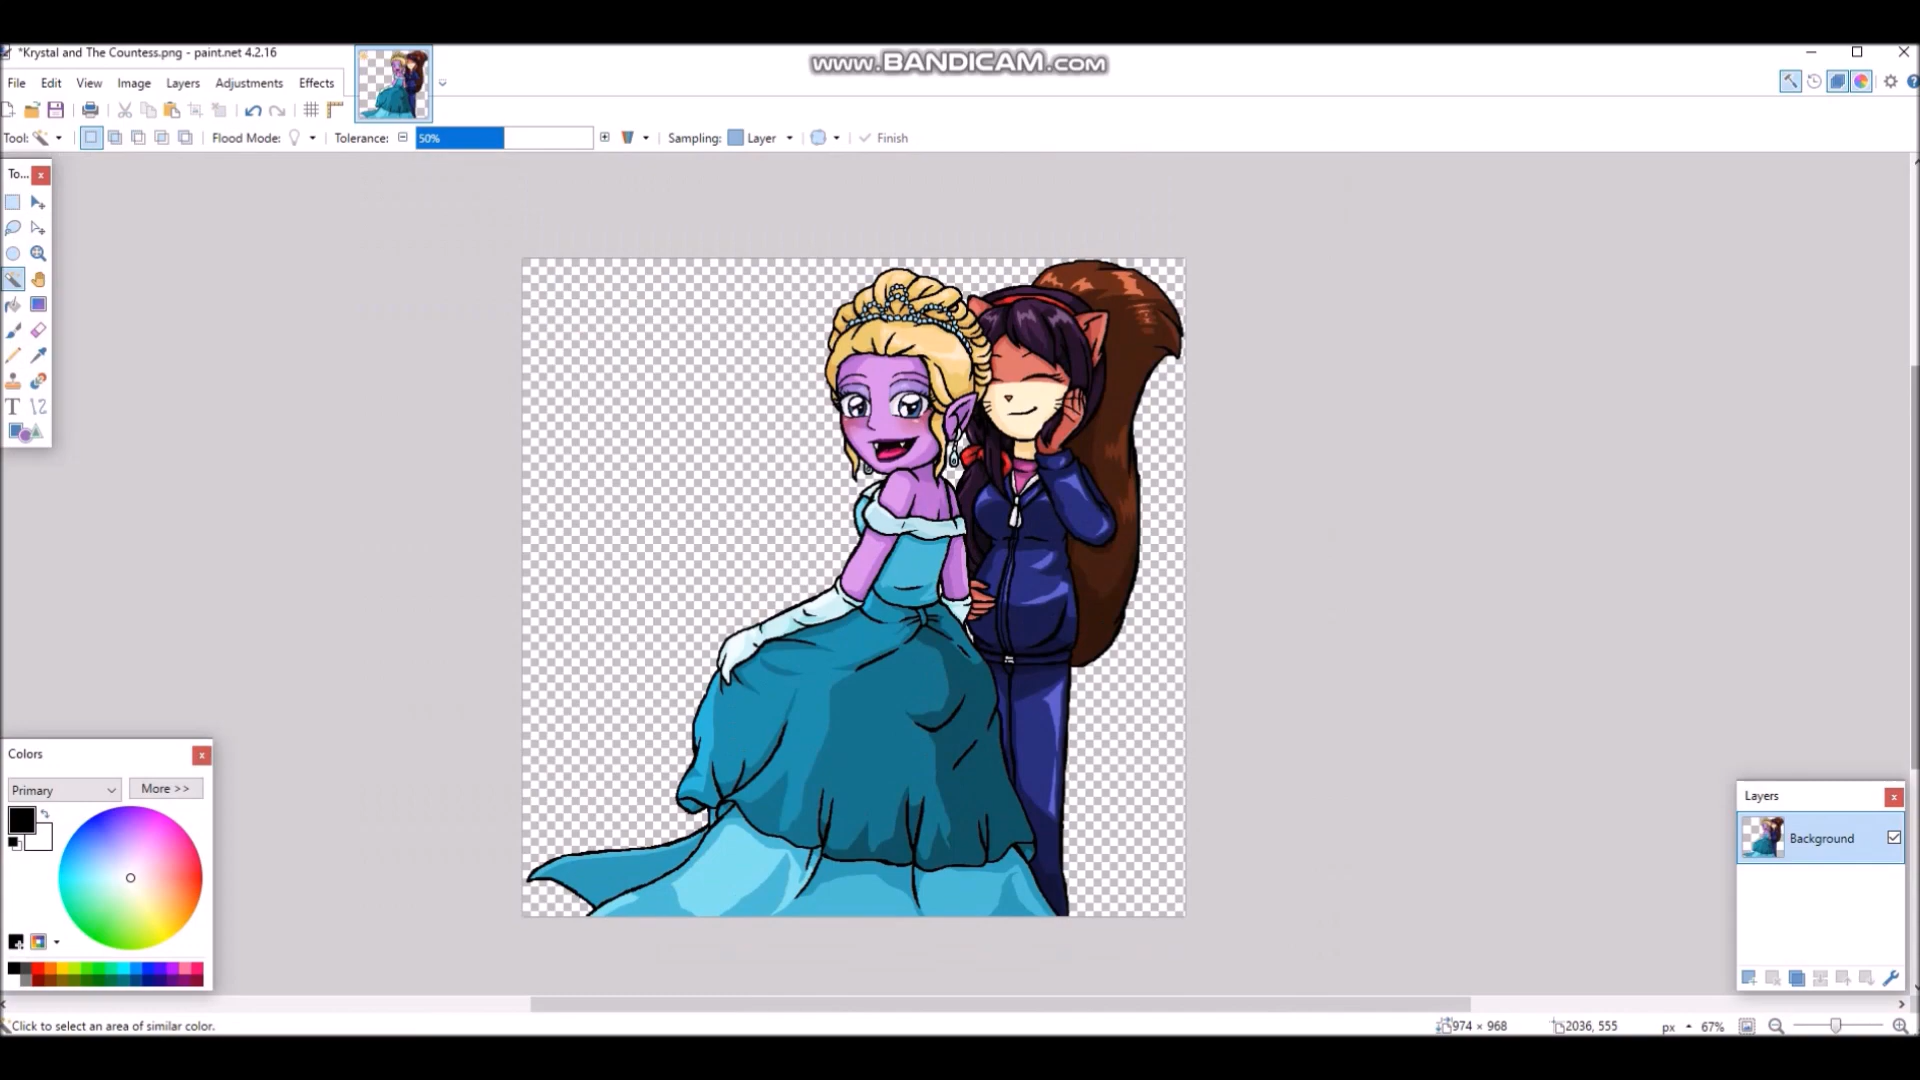 *Krystal and The Countess.png - paint.net 4.2.16
www.BANDICAM.com
File Edit View Image Layers Adjustments Effects
Tool: Flood Mode: Tolerance: 50% Sampling: Layer Finish
To...
Colors
Primary More >>
Layers
Background
Click to select an area of similar color.
974 × 968 2036, 555 px 67%